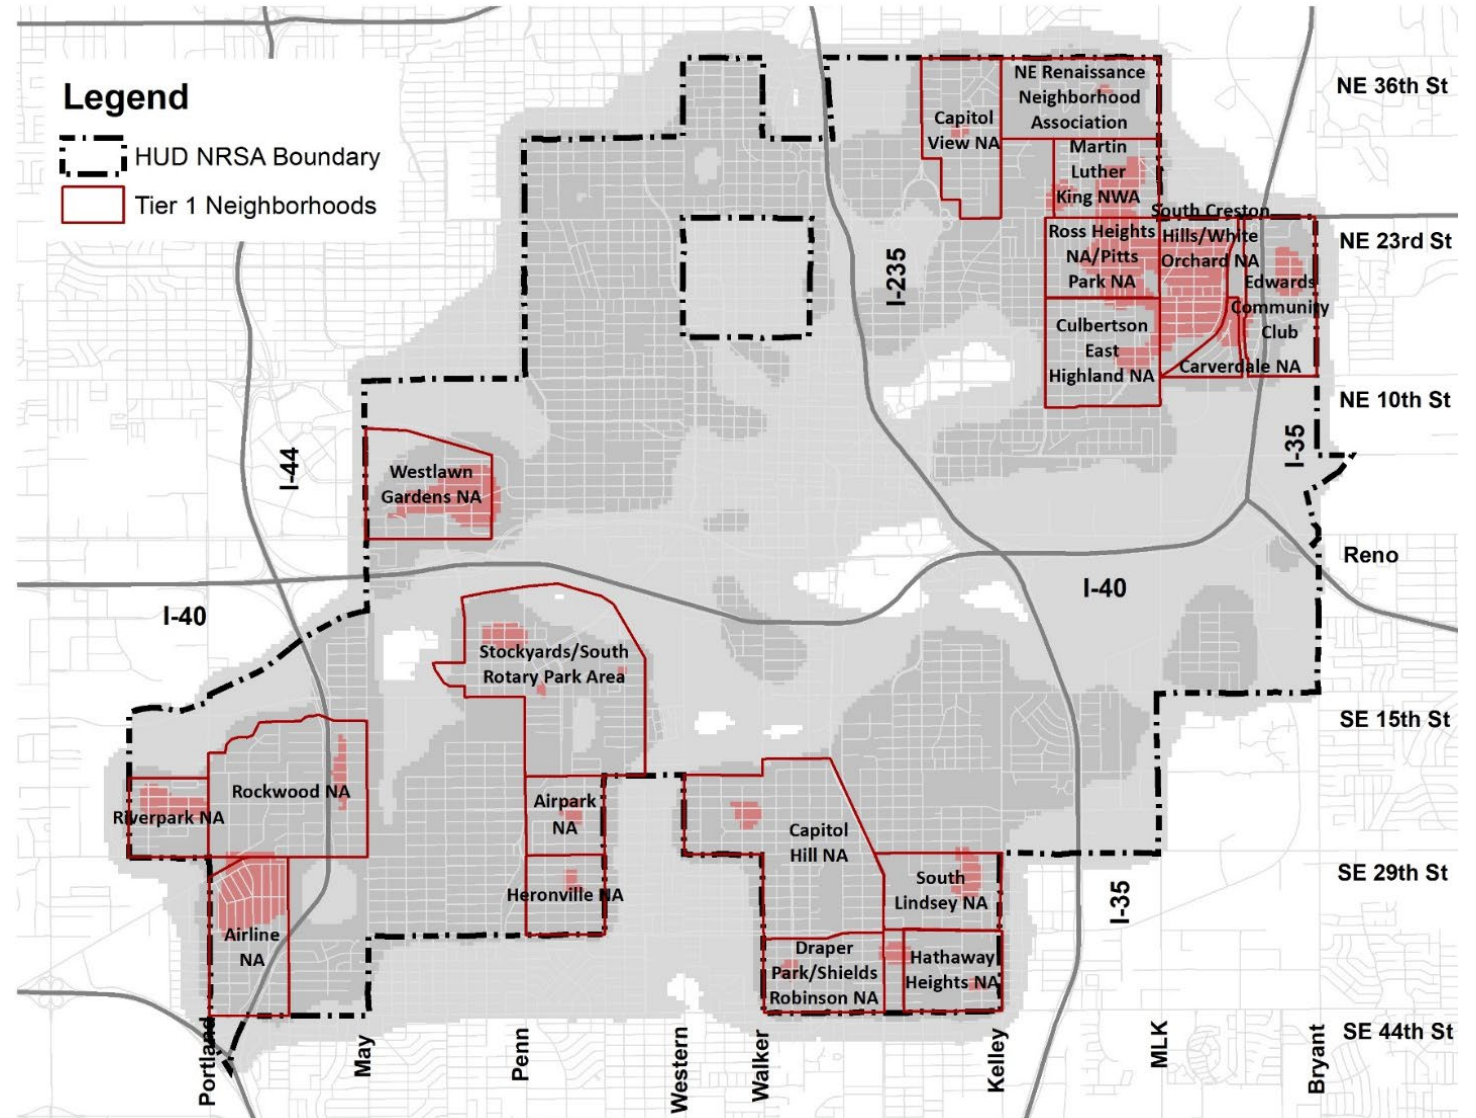 Legend
HUD NRSA Boundary
Tier 1 Neighborhoods
NE Renaissance
Neighborhood
Association
Capitol
View NA
Martin
Luther
King NWA
South Creston
Hills/White
Orchard NA
Ross Heights
NA/Pitts
Park NA
Edwards
Community
Club
Culbertson
East
Highland NA
Carverdale NA
NE 36th St
NE 23rd St
NE 10th St
I-235
I-35
I-44
Westlawn
Gardens NA
Reno
I-40
I-40
Stockyards/South
Rotary Park Area
SE 15th St
Rockwood NA
Riverpark NA
Airpark
NA
Capitol
Hill NA
Heronville NA
South
Lindsey NA
SE 29th St
I-35
Airline
NA
Draper
Park/Shields
Robinson NA
Hathaway
Heights NA
SE 44th St
Portland
May
Penn
Western
Walker
Kelley
MLK
Bryant